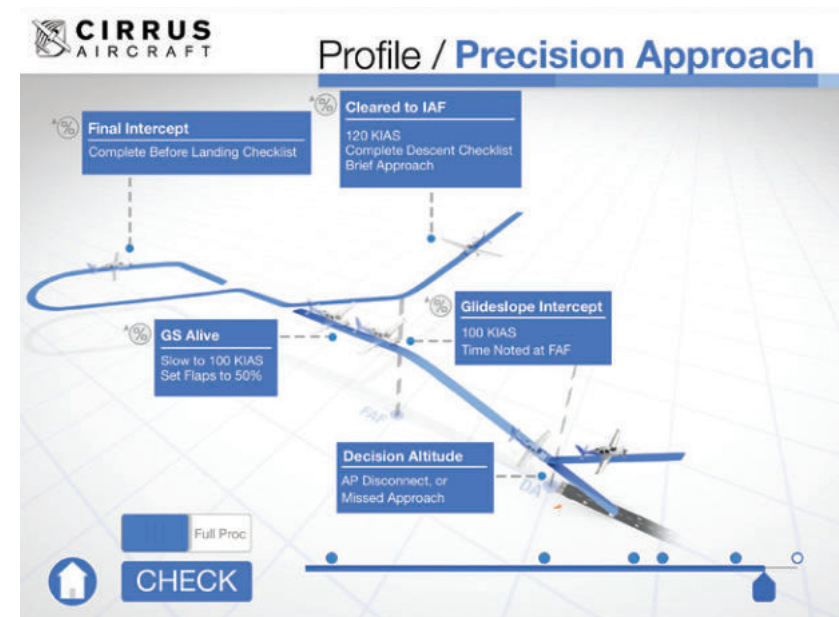 CIRRUS
AIRCRAFT
Profile / Precision Approach
%
Final Intercept
Complete Before Landing Checklist
%
Cleared to IAF
120 KIAS
Complete Descent Checklist
Brief Approach
%
GS Alive
Slow to 100 KIAS
Set Flaps to 50%
%
Glideslope Intercept
100 KIAS
Time Noted at FAF
FAF
Decision Altitude
AP Disconnect, or
Missed Approach
DA
Full Proc
CHECK